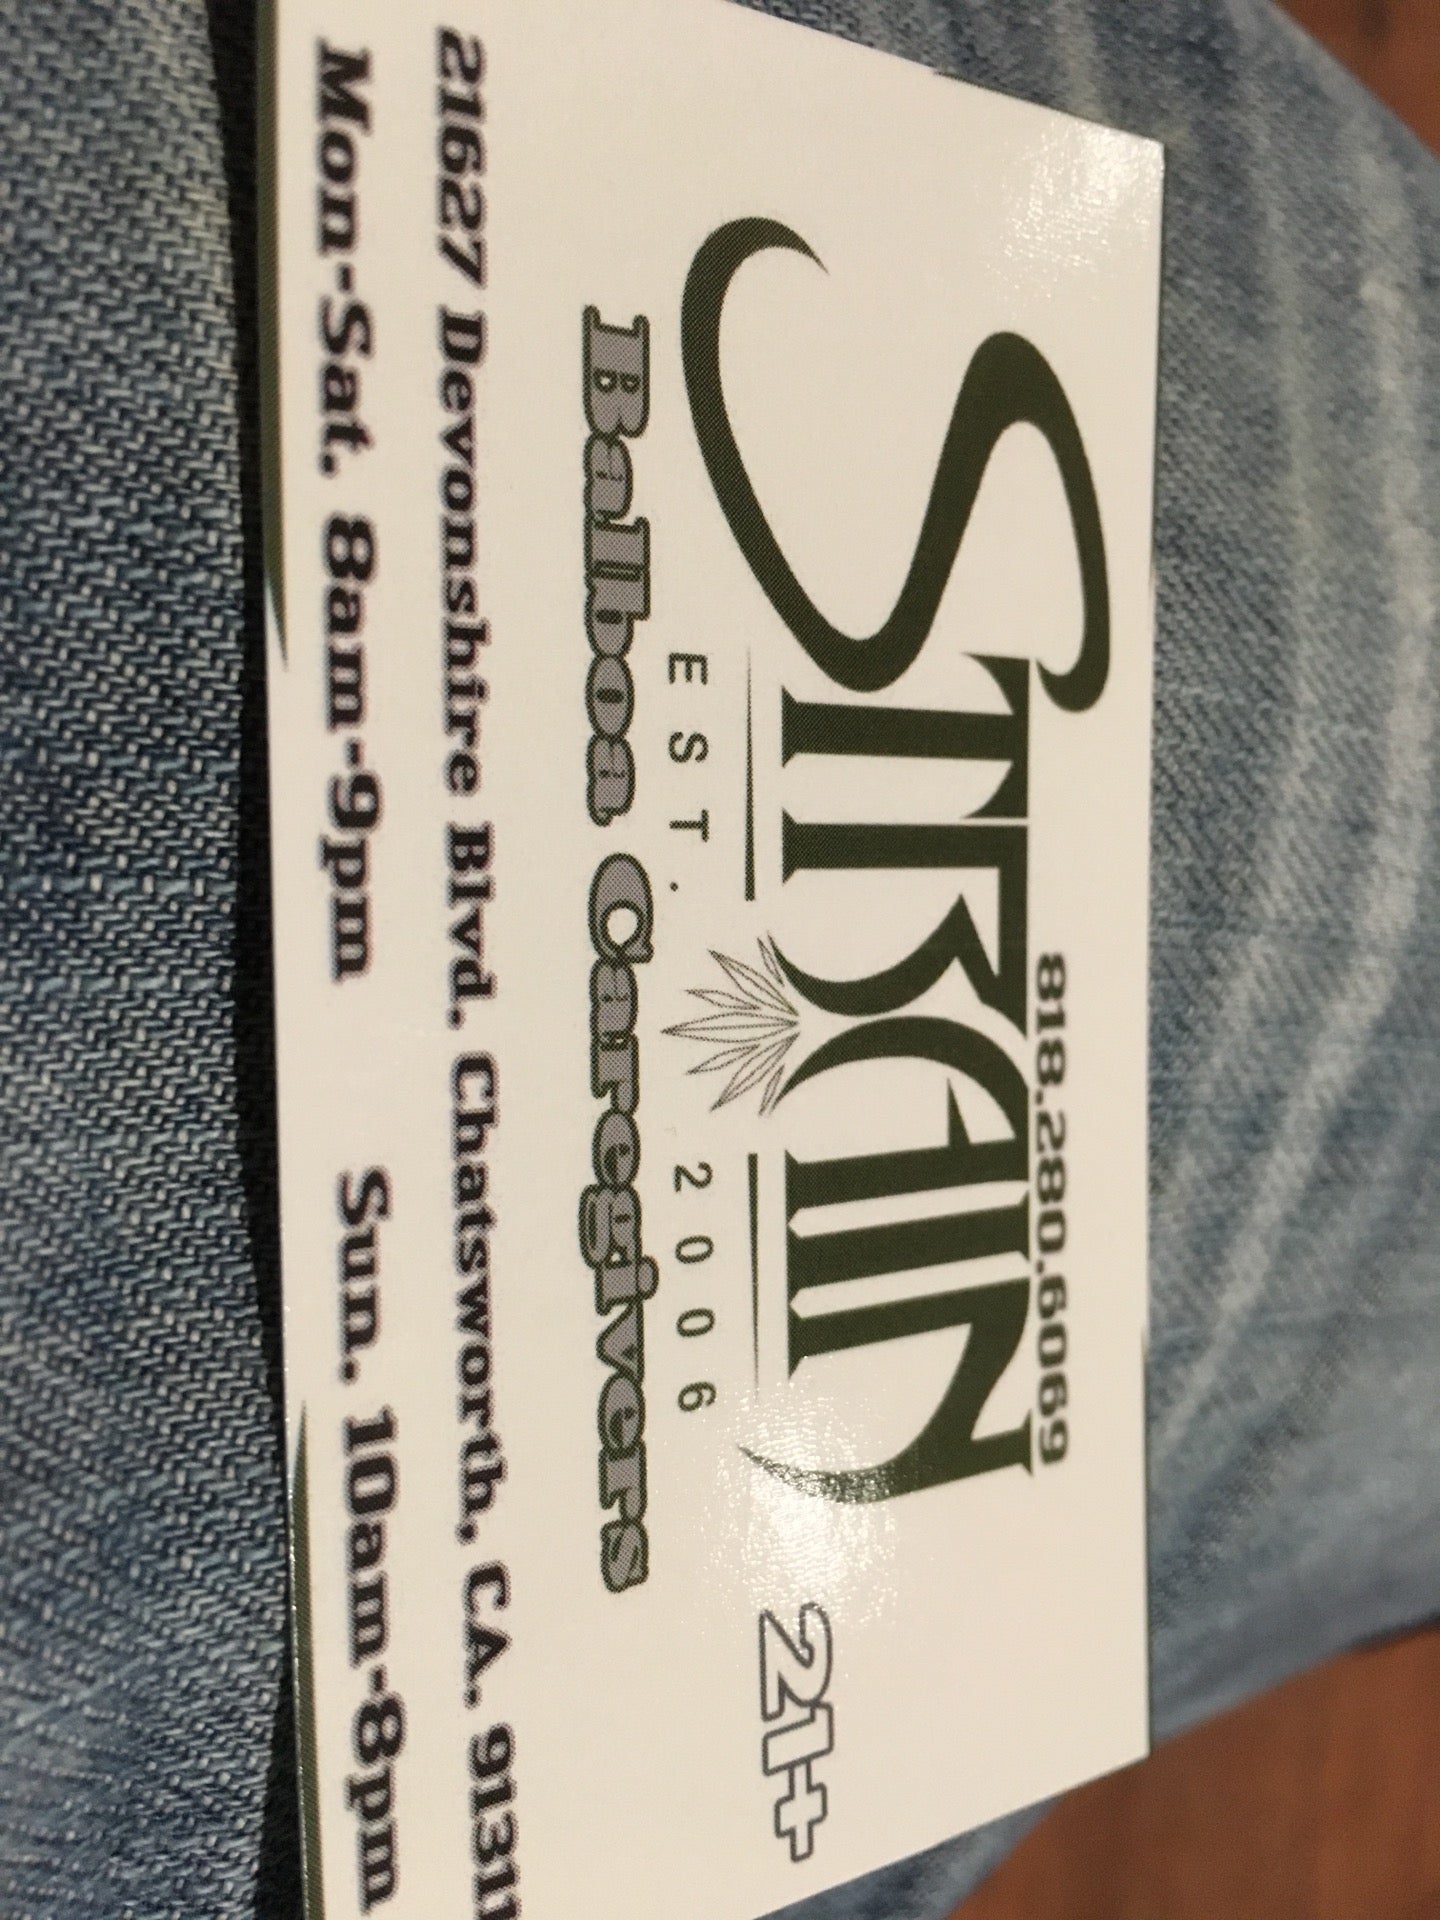 818.280.6069
STRAIN
21+
EST. 2006
Balboa Caregivers
21627 Devonshire Blvd. Chatsworth, CA. 91311
Mon-Sat. 8am-9pm Sun. 10am-8pm